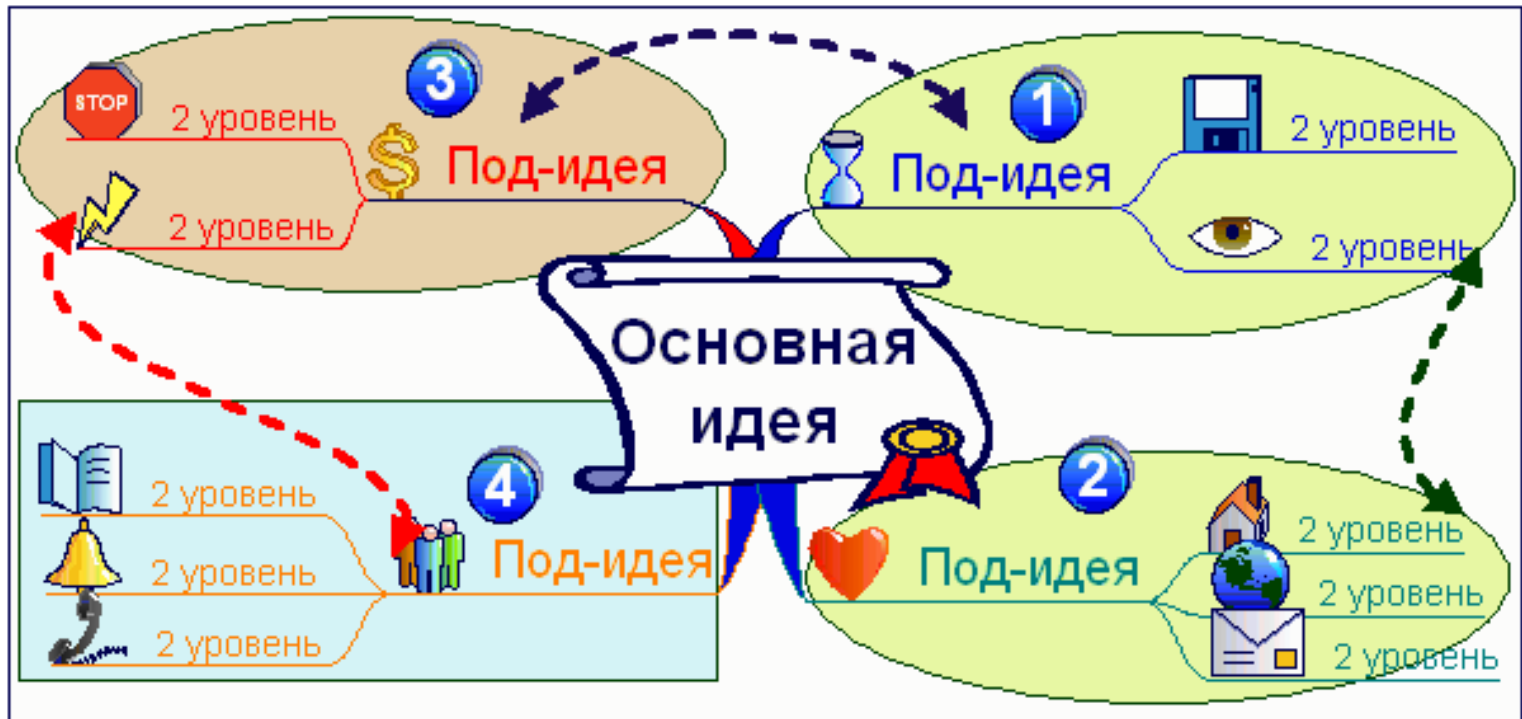 3
STOP
2 уровень
Под-идея
2 уровень
1
2 уровень
Под-идея
2 уровень
Основная
идея
4
2 уровень
Под-идея
2 уровень
2 уровень
2
2 уровень
Под-идея
2 уровень
2 уровень